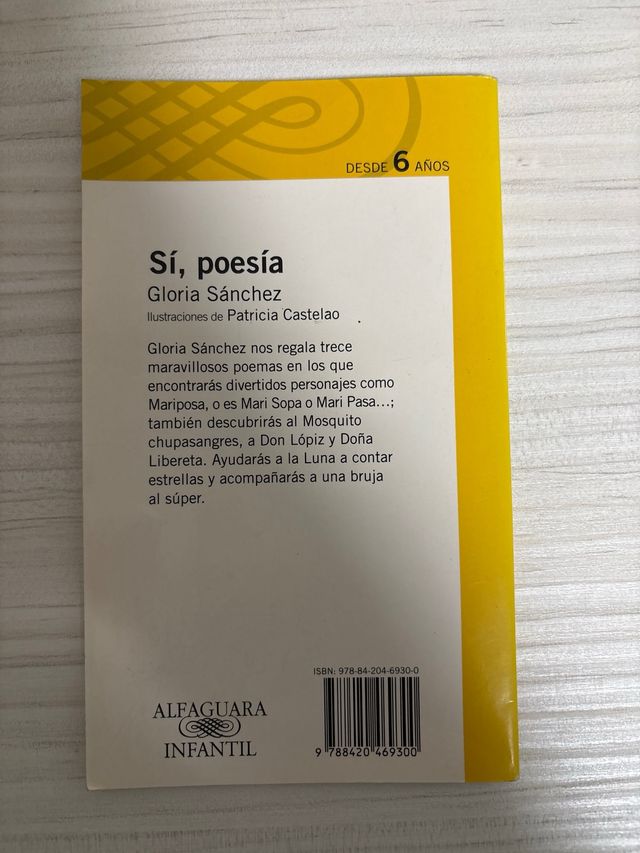 DESDE 6 AÑOS
Sí, poesía
Gloria Sánchez
Ilustraciones de Patricia Castelao
Gloria Sánchez nos regala trece
maravillosos poemas en los que
encontrarás divertidos personajes como
Mariposa, o es Mari Sopa o Mari Pasa...;
también descubrirás al Mosquito
chupasangres, a Don Lópiz y Doña
Libereta. Ayudarás a la Luna a contar
estrellas y acompañarás a una bruja
al súper.
ISBN: 978-84-204-6930-0
ALFAGUARA
INFANTIL
9 788420 469300